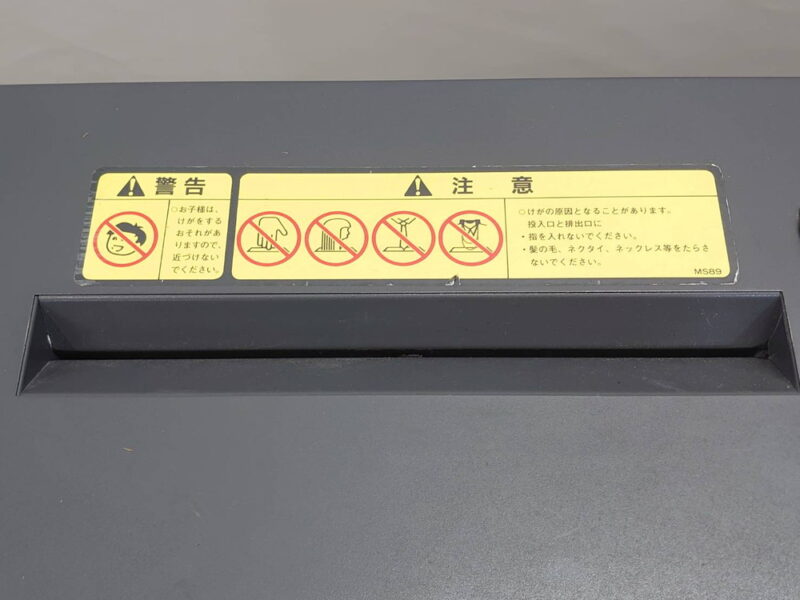 警告
○お子様は、
けがをする
おそれがあ
りますので、
近づけない
でください。
注意
○けがの原因となることがあります。
投入口と排出口に
・指を入れないでください。
・髪の毛、ネクタイ、ネックレス等をたらさ
ないでください。
MS89